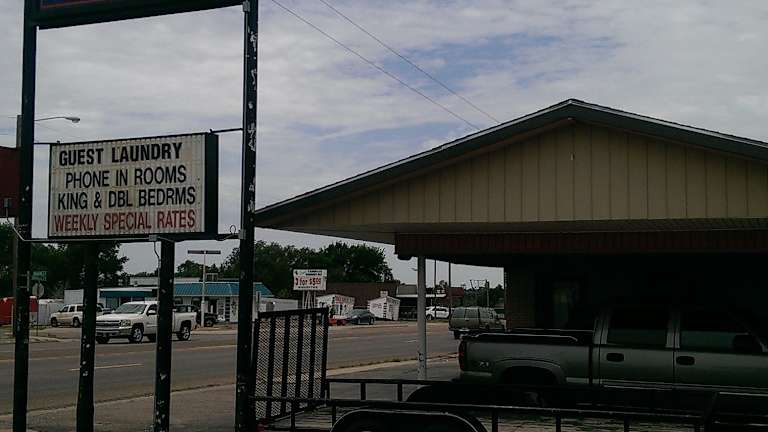 GUEST LAUNDRY
PHONE IN ROOMS
KING & DBL BEDRMS
WEEKLY SPECIAL RATES